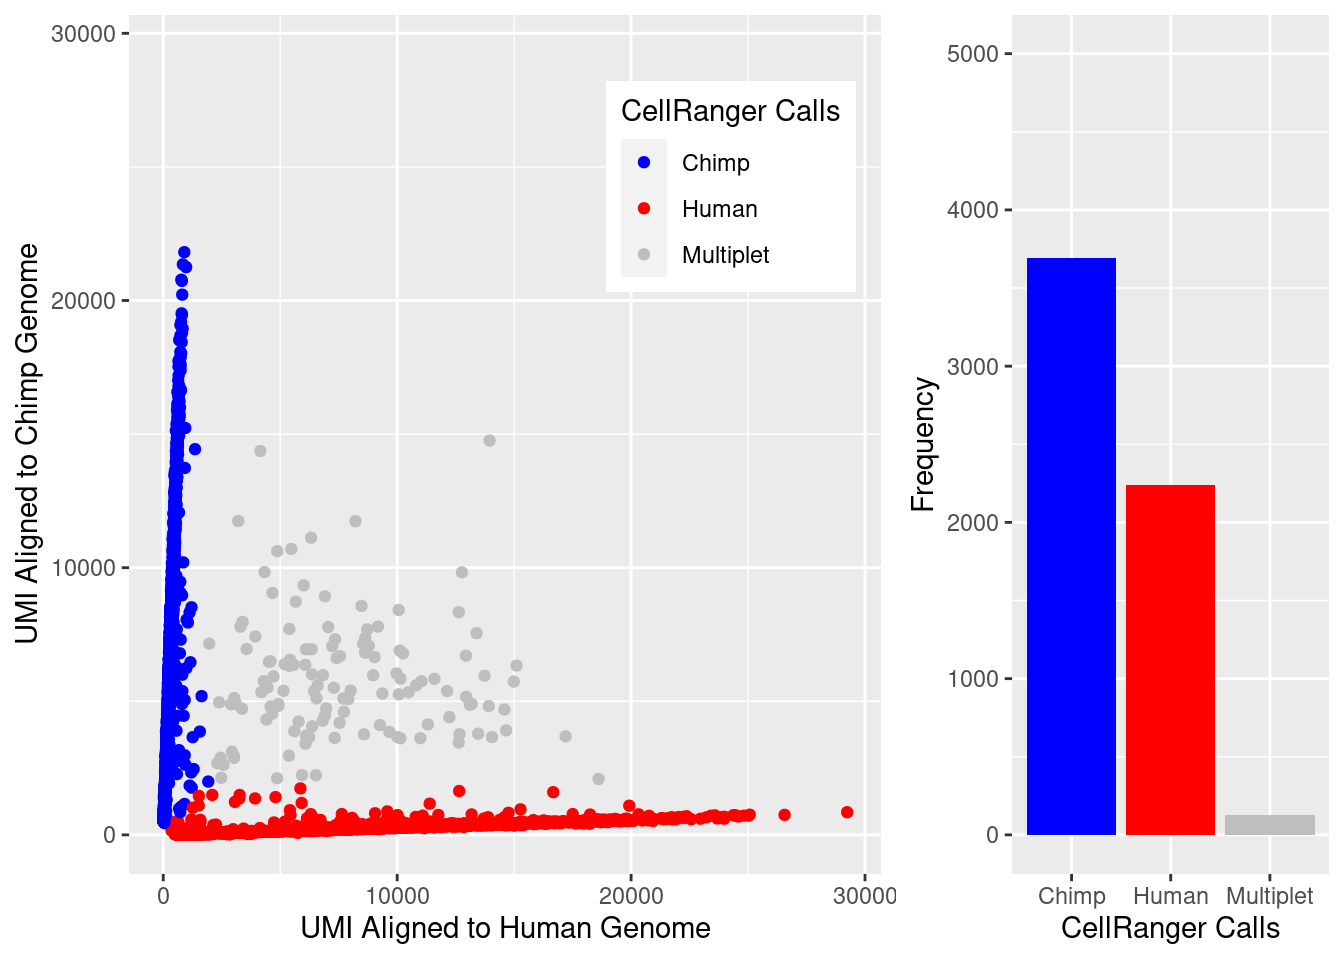 30000
20000
10000
0
UMI Aligned to Chimp Genome
CellRanger Calls
Chimp
Human
Multiplet
0
10000
20000
30000
UMI Aligned to Human Genome
5000
4000
3000
2000
1000
0
Frequency
Chimp
Human
Multiplet
CellRanger Calls